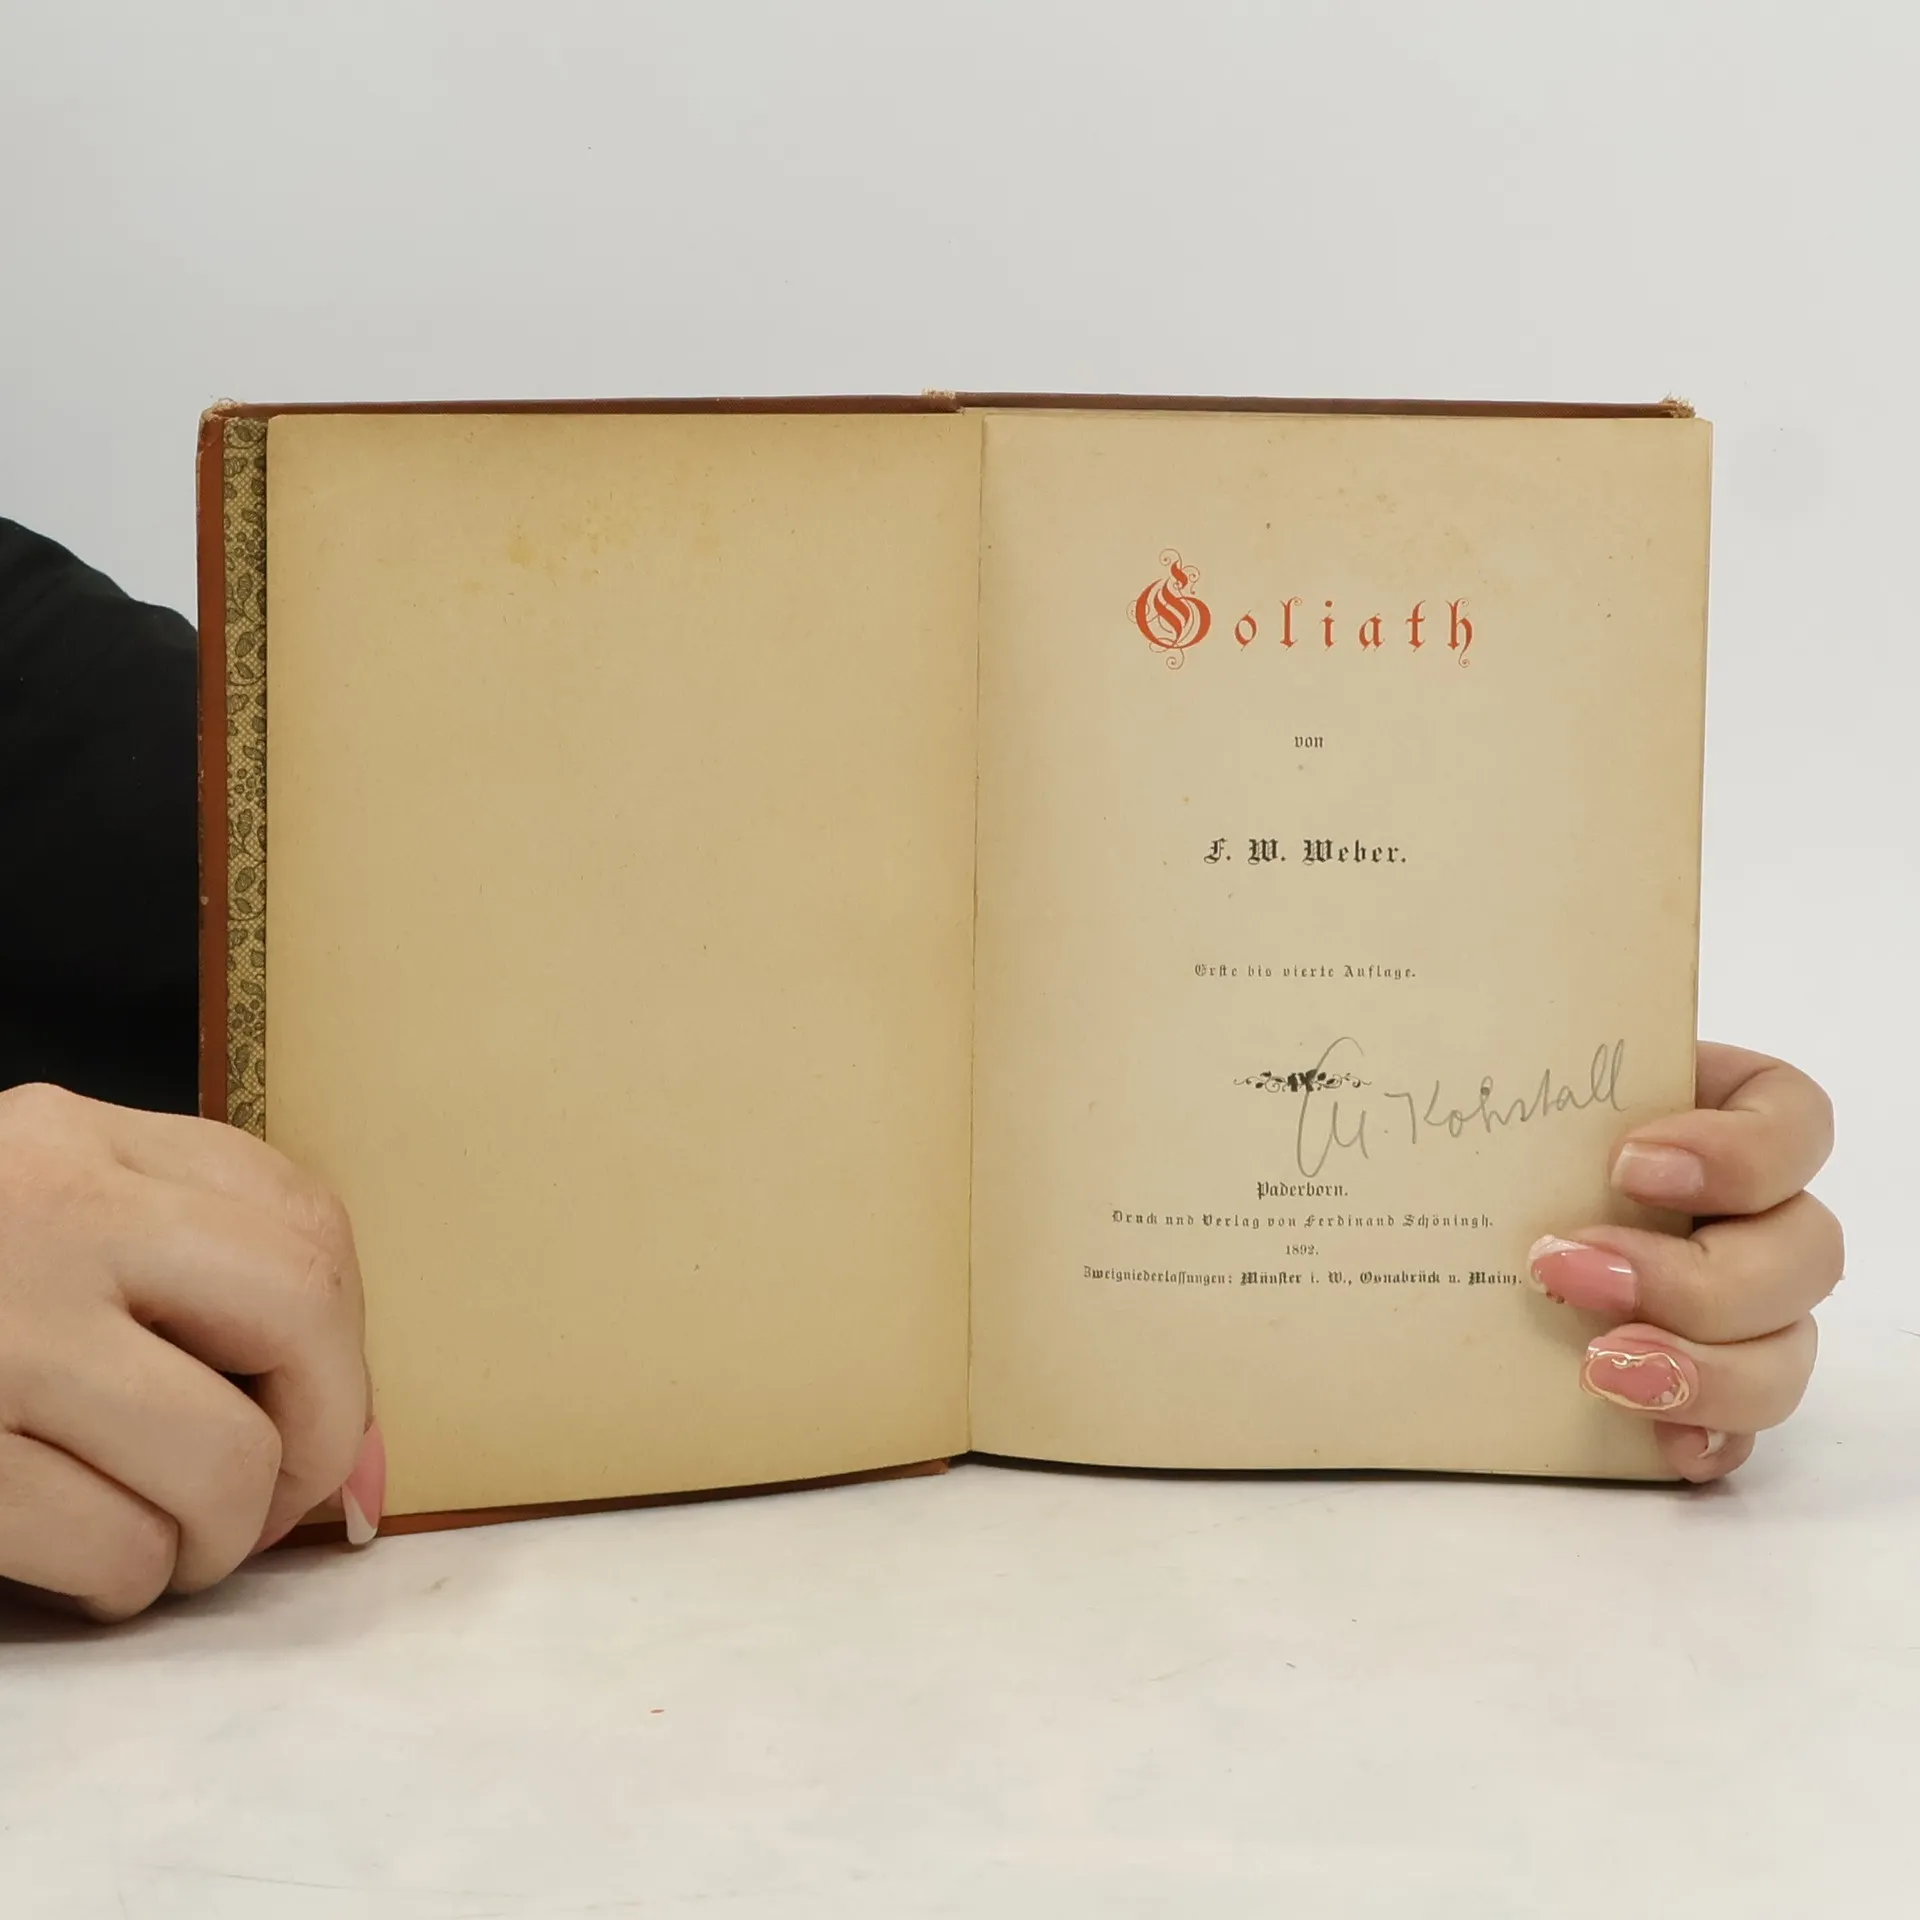 Goliath
von
F. W. Weber.
Erste bis vierte Auflage.
M. Kohstall
Paderborn.
Druck und Verlag von Ferdinand Schöningh.
1892.
Zweigniederlassungen: Münster i. W., Osnabrück u. Mainz.